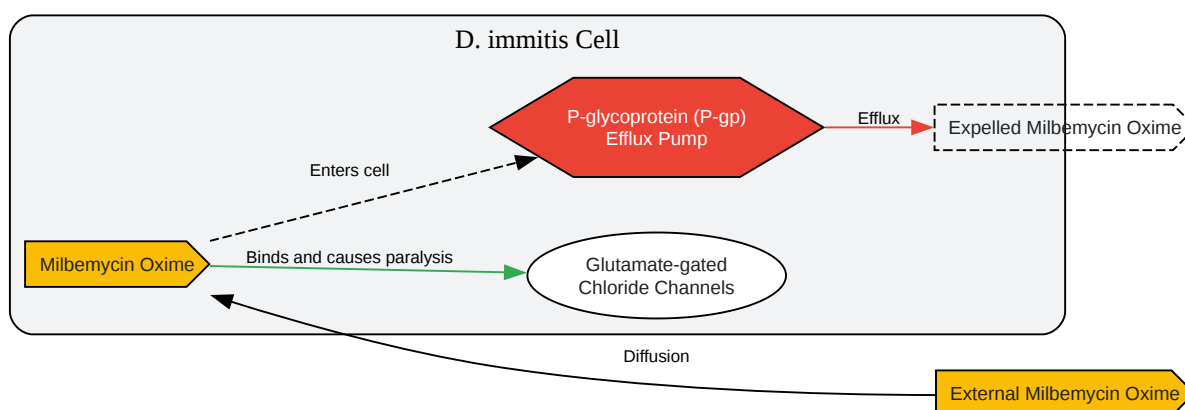 D. immitis Cell
P-glycoprotein (P-gp)
Efflux Pump
Efflux
Expelled Milbemycin Oxime
Enters cell
Milbemycin Oxime
Binds and causes paralysis
Glutamate-gated
Chloride Channels
Diffusion
External Milbemycin Oxime